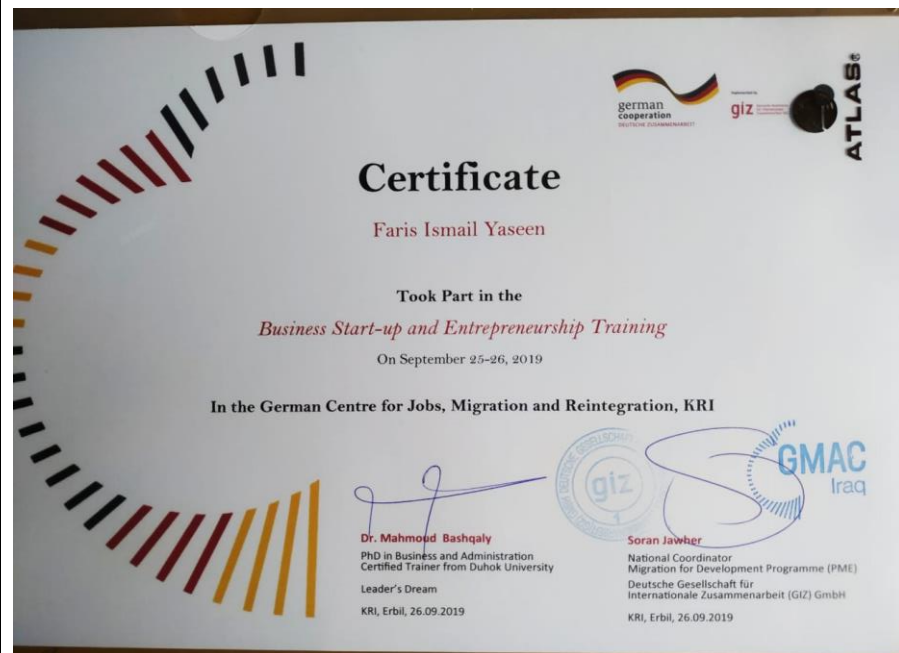 german
cooperation
DEUTSCHE ZUSAMMENARBEIT
Implemented by
giz
ATLAS®
Certificate
Faris Ismail Yaseen
Took Part in the
Business Start-up and Entrepreneurship Training
On September 25-26, 2019
In the German Centre for Jobs, Migration and Reintegration, KRI
giz
DEUTSCHE GESELLSCHAFT
GMAC
Iraq
Dr. Mahmoud Bashqaly
PhD in Business and Administration
Certified Trainer from Duhok University
Leader's Dream
KRI, Erbil, 26.09.2019
Soran Jawher
National Coordinator
Migration for Development Programme (PME)
Deutsche Gesellschaft für
Internationale Zusammenarbeit (GIZ) GmbH
KRI, Erbil, 26.09.2019